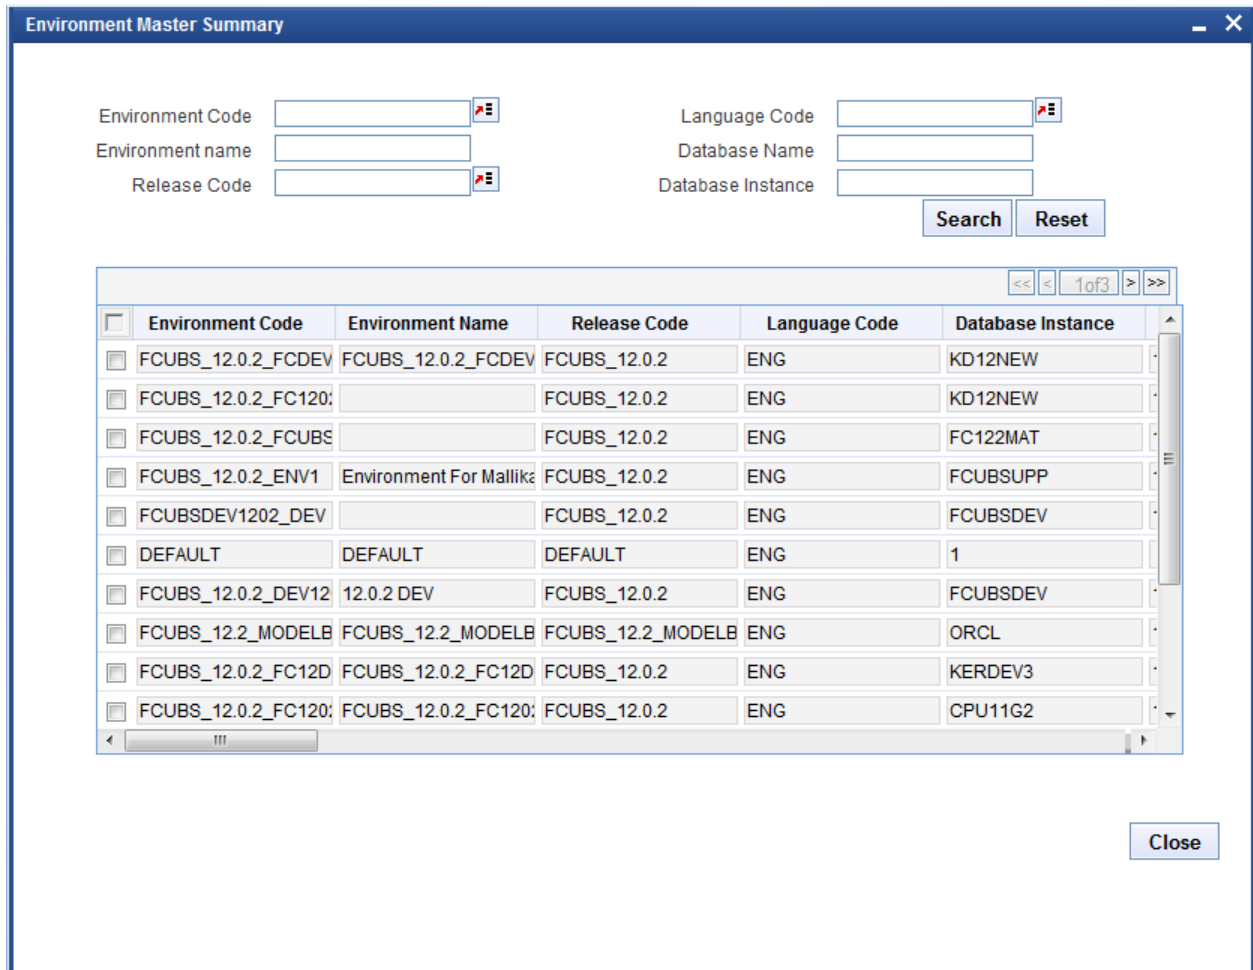 Environment Master Summary
Environment Code
Language Code
Environment name
Database Name
Release Code
Database Instance
Search Reset
<< < 1of3 > >>
Environment Code Environment Name Release Code Language Code Database Instance
FCUBS_12.0.2_FCDEV FCUBS_12.0.2_FCDEV FCUBS_12.0.2 ENG KD12NEW
FCUBS_12.0.2_FC120 FCUBS_12.0.2 ENG KD12NEW
FCUBS_12.0.2_FCUBS FCUBS_12.0.2 ENG FC122MAT
FCUBS_12.0.2_ENV1 Environment For Mallika FCUBS_12.0.2 ENG FCUBSUPP
FCUBSDEV1202_DEV FCUBS_12.0.2 ENG FCUBSDEV
DEFAULT DEFAULT DEFAULT ENG 1
FCUBS_12.0.2_DEV12 12.0.2 DEV FCUBS_12.0.2 ENG FCUBSDEV
FCUBS_12.2_MODELB FCUBS_12.2_MODELB FCUBS_12.2_MODELB ENG ORCL
FCUBS_12.0.2_FC12D FCUBS_12.0.2_FC12D FCUBS_12.0.2 ENG KERDEV3
FCUBS_12.0.2_FC120 FCUBS_12.0.2_FC120 FCUBS_12.0.2 ENG CPU11G2
Close